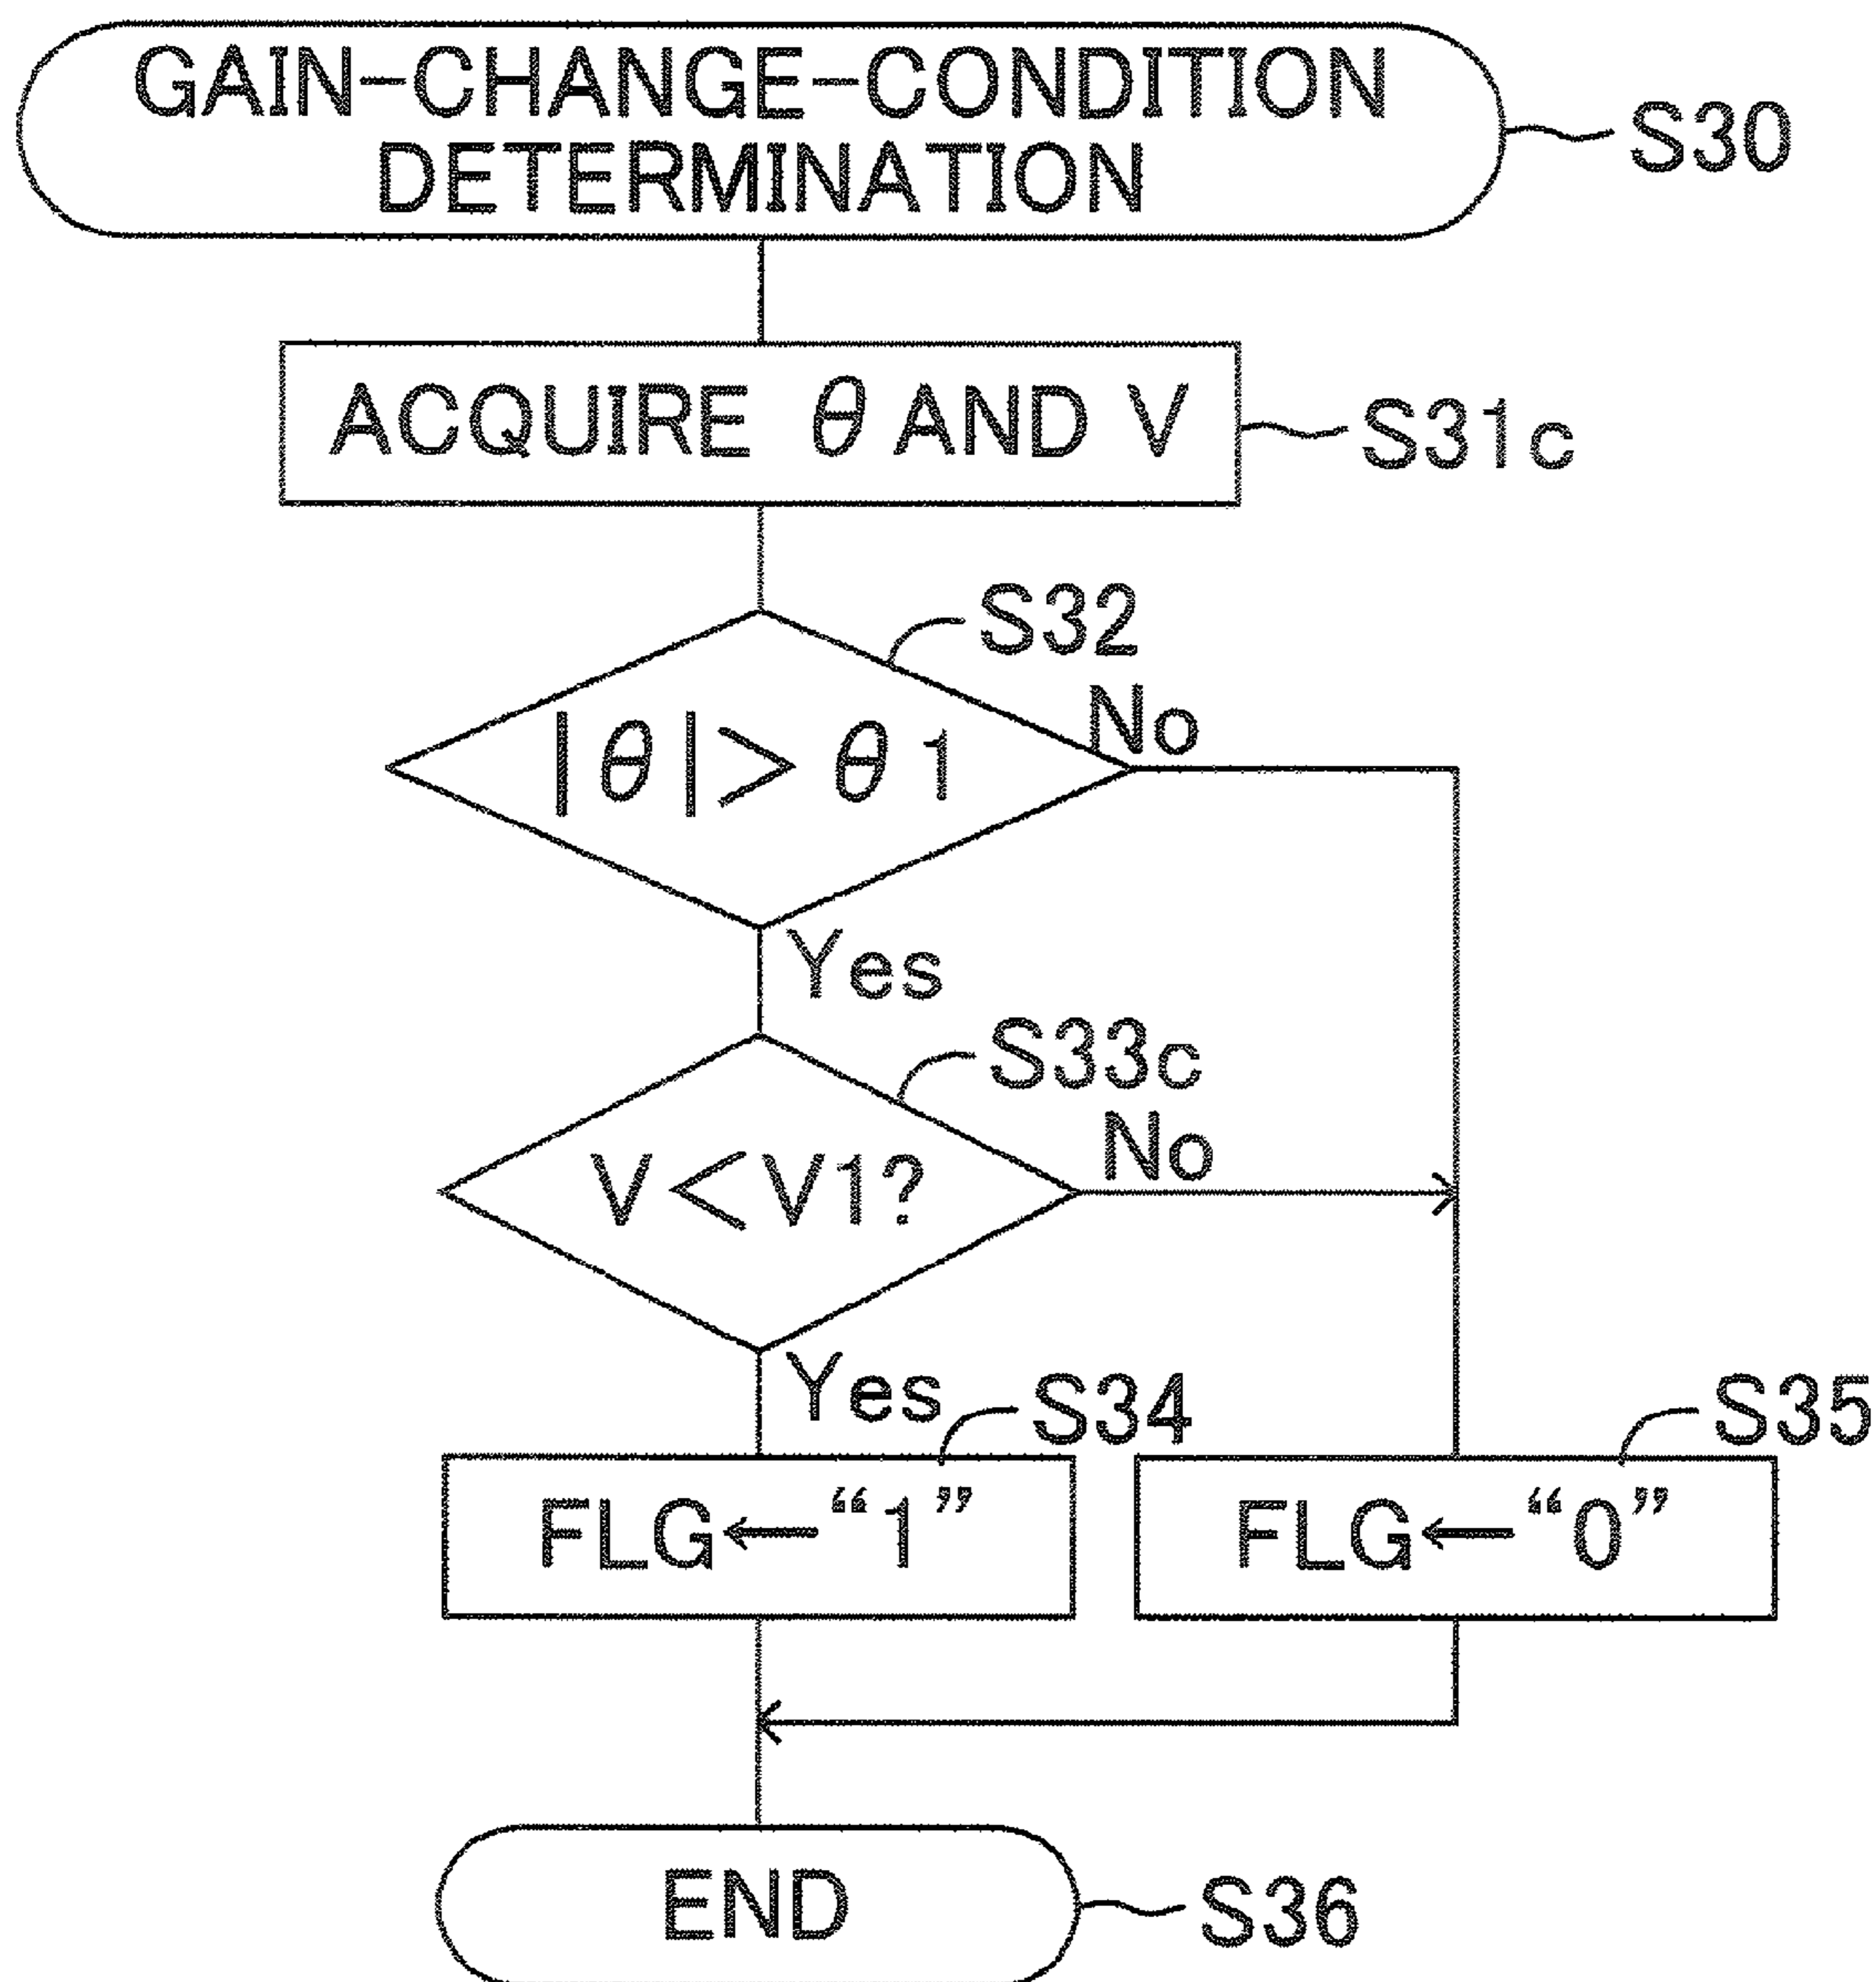 GAIN-CHANGE-CONDITION
DETERMINATION
S30
ACQUIRE θ AND V
S31c
S32
|θ|> θ1
No
Yes
S33c
V<V1?
No
Yes
S34
S35
FLG←“1”
FLG←“0”
END
S36